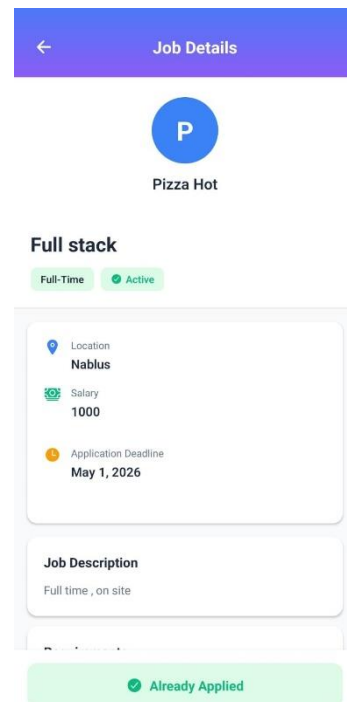 Job Details
P
Pizza Hot
Full stack
Full-Time
Active
Location
Nablus
Salary
1000
Application Deadline
May 1, 2026
Job Description
Full time , on site
Already Applied